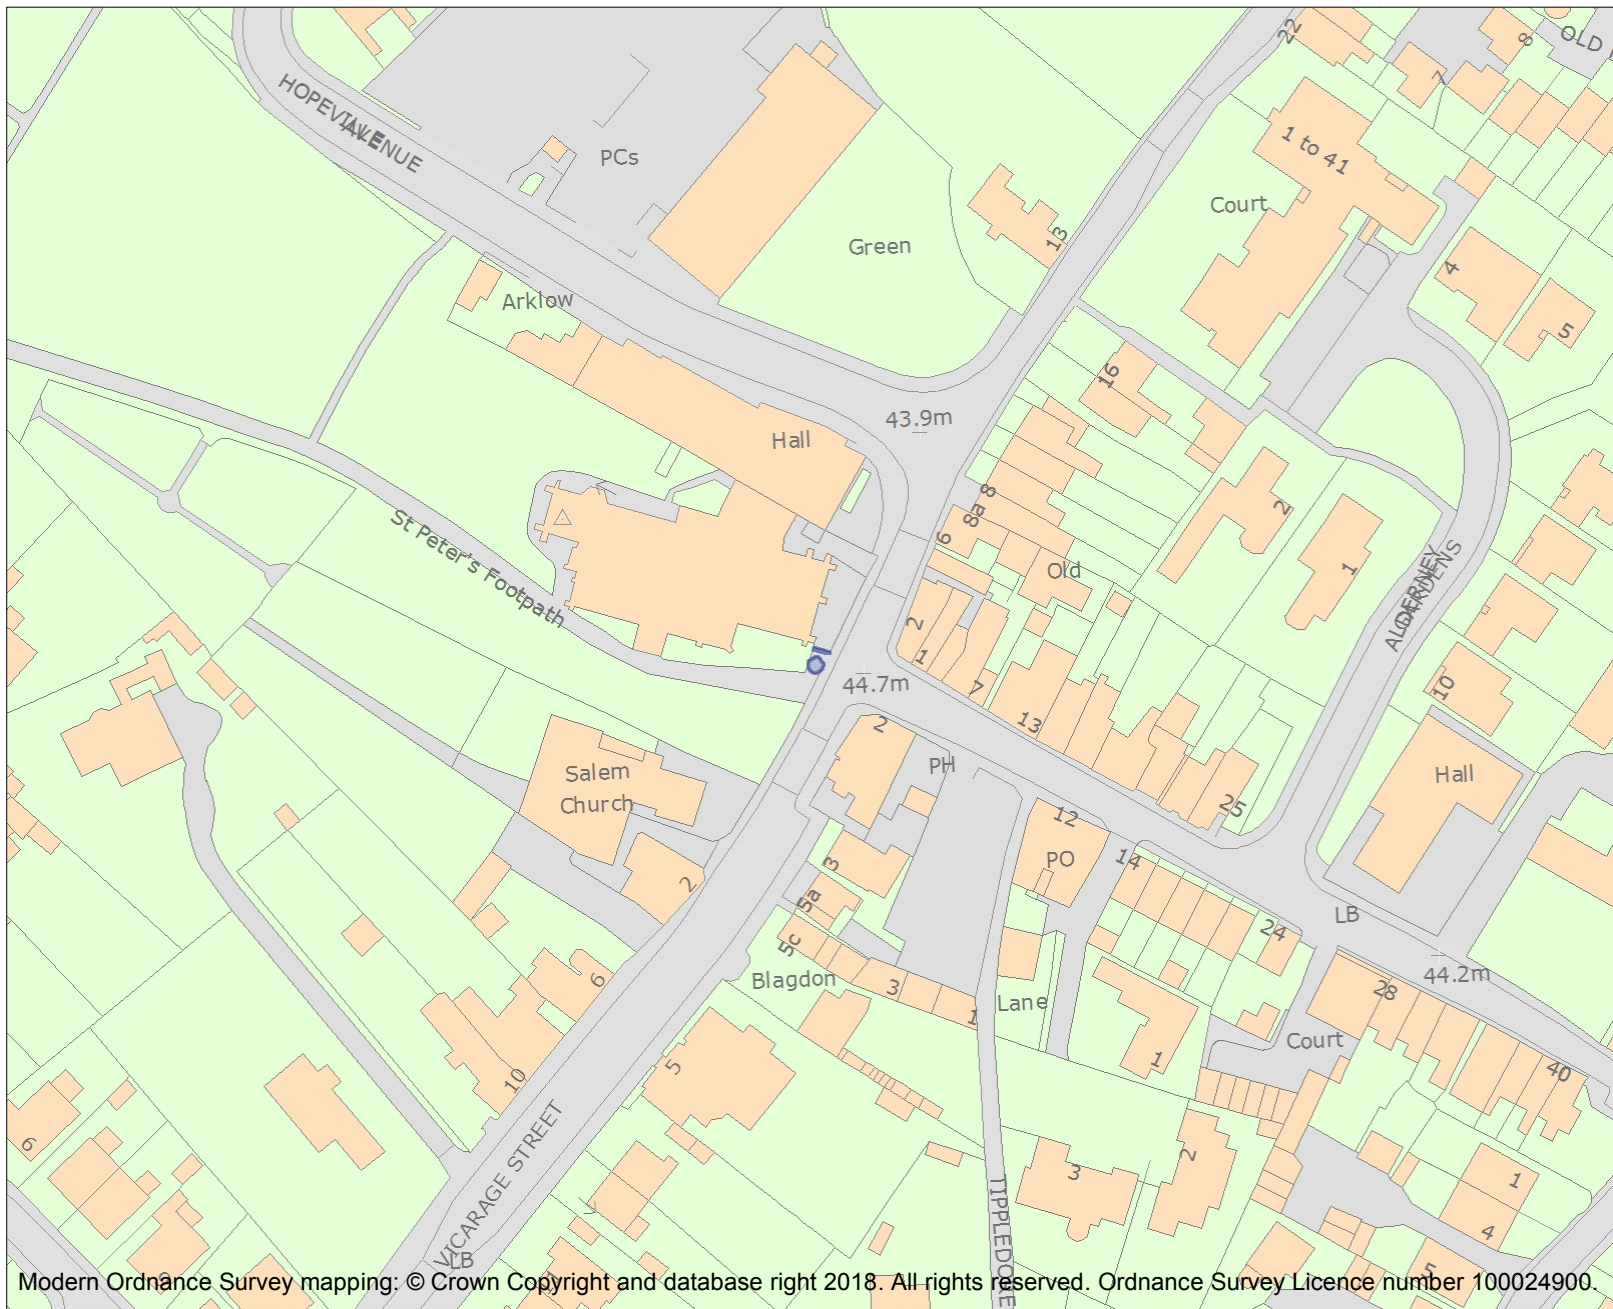 22
8
OLD
7
HOPEVILLE
AVENUE
PCs
1 to 41
Court
13
Green
4
5
Arklow
16
43.9m
Hall
8
8a
6
2
1
St Peter's Footpath
Old
ALDERNEY
GARDENS
2
1
7
44.7m
10
13
2
PH
Salem
Church
Hall
25
12
PO
14
3
2
5a
LB
24
5c
6
Blagdon
3
1
Lane
44.2m
28
Court
40
1
5
10
VICARAGE STREET
6
3
2
1
4
TIPPLEDORE
LB
5
Modern Ordnance Survey mapping: © Crown Copyright and database right 2018. All rights reserved. Ordnance Survey Licence number 100024900.